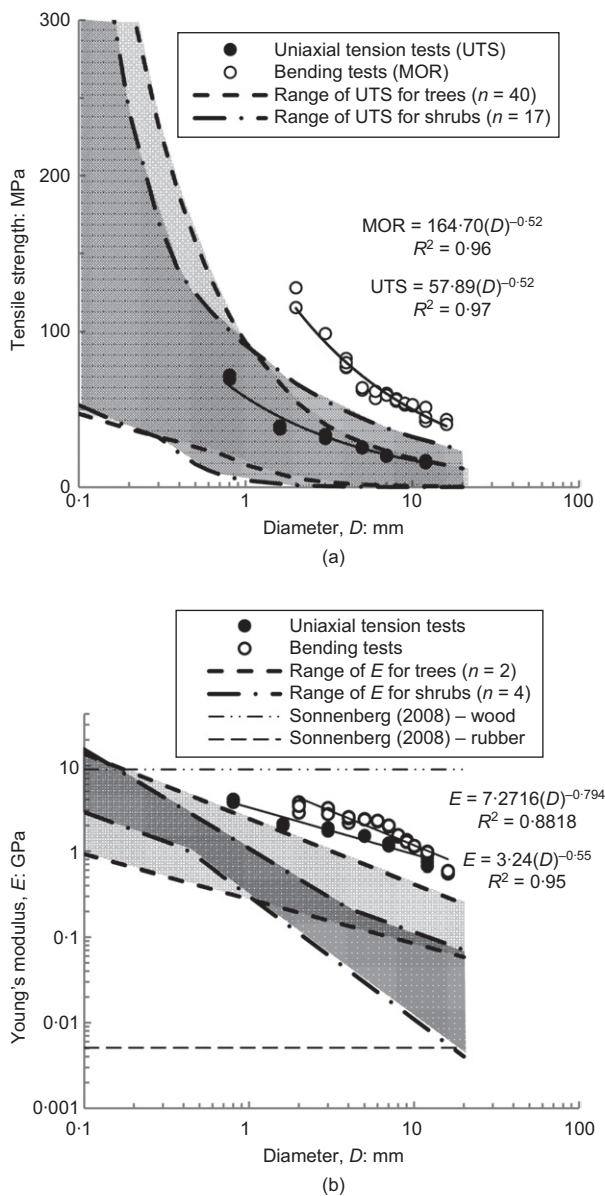 Uniaxial tension tests (UTS)
Bending tests (MOR)
Range of UTS for trees (n = 40)
Range of UTS for shrubs (n = 17)
300
200
100
0
Tensile strength: MPa
MOR = 164·70(D)^–0·52
R² = 0·96
UTS = 57·89(D)^–0·52
R² = 0·97
0·1 1 10 100
Diameter, D: mm
(a)
Uniaxial tension tests
Bending tests
Range of E for trees (n = 2)
Range of E for shrubs (n = 4)
Sonnenberg (2008) – wood
Sonnenberg (2008) – rubber
10
1
0·1
0·01
0·001
Young's modulus, E: GPa
E = 7·2716(D)^–0·794
R² = 0·8818
E = 3·24(D)^–0·55
R² = 0·95
0·1 1 10 100
Diameter, D: mm
(b)